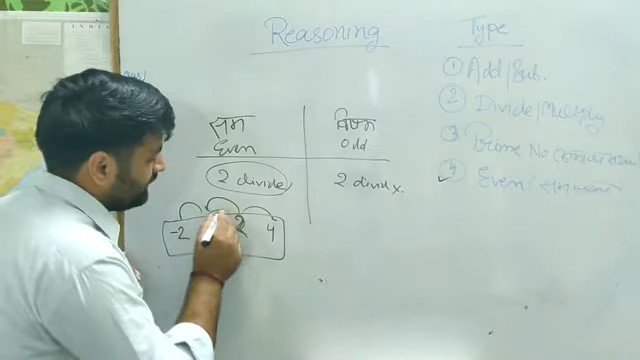 Reasoning
Type
① Add/Sub.
② Divide/Multiply
③ Prime No
④ Even/
सम
Even
विषम
Odd
2 divide
2 divide x.
-2 2 4